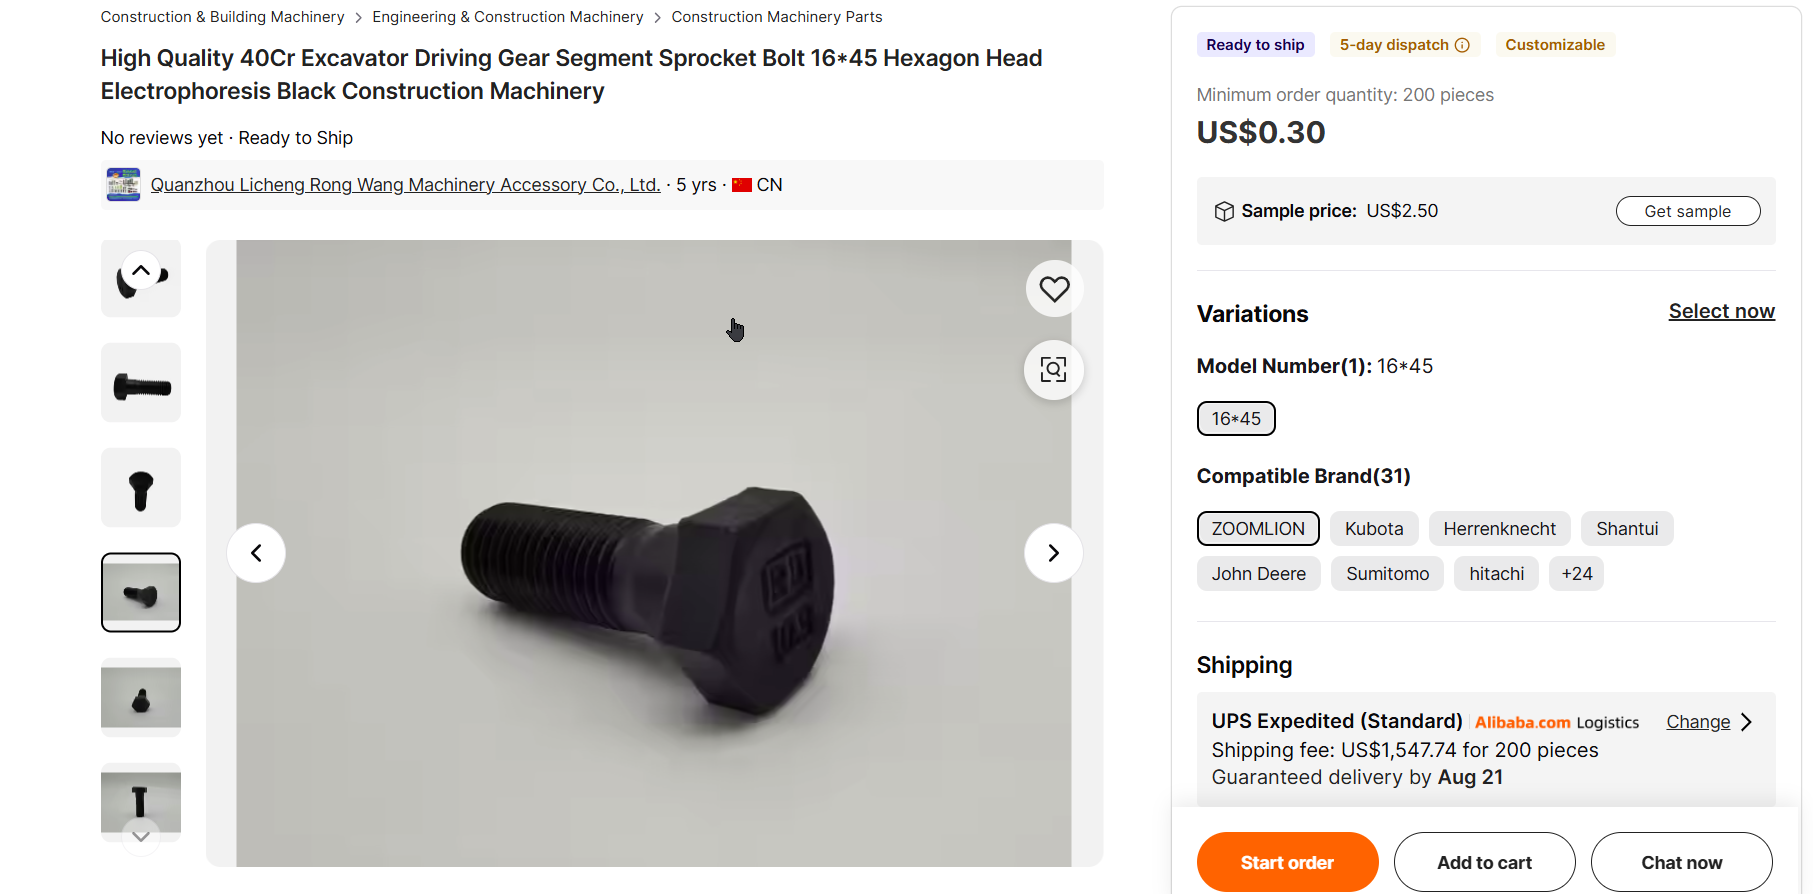 Construction & Building Machinery > Engineering & Construction Machinery > Construction Machinery Parts
High Quality 40Cr Excavator Driving Gear Segment Sprocket Bolt 16*45 Hexagon Head
Electrophoresis Black Construction Machinery
No reviews yet · Ready to Ship
Quanzhou Licheng Rong Wang Machinery Accessory Co., Ltd. · 5 yrs · CN
Ready to ship
5-day dispatch
Customizable
Minimum order quantity: 200 pieces
US$0.30
Sample price: US$2.50
Get sample
Variations
Select now
Model Number(1): 16*45
16*45
Compatible Brand(31)
ZOOMLION
Kubota
Herrenknecht
Shantui
John Deere
Sumitomo
hitachi
+24
Shipping
UPS Expedited (Standard)
Alibaba.com Logistics
Change
Shipping fee: US$1,547.74 for 200 pieces
Guaranteed delivery by Aug 21
Start order
Add to cart
Chat now